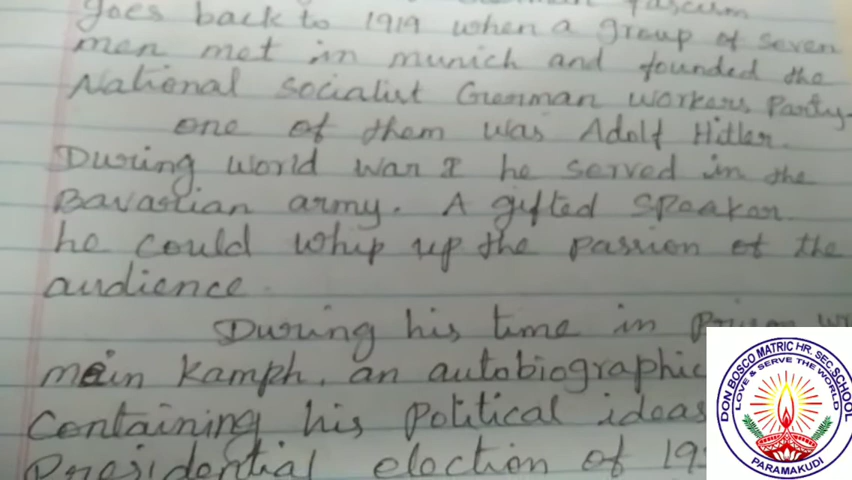 fascism
goes back to 1919 when a group of seven
men met in munich and founded the
National socialist German workers Party.
one of them was Adolf Hitler.
During world war I he served in the
Bavarian army. A gifted speaker
he could whip up the passion of the
audience.
During his time in Prison
mein Kamph, an autobiographic
Containing his Political ideas
Presidential election of
DON BOSCO MATRIC HR. SEC SCHOOL
LOVE & SERVE THE WORLD
PARAMAKUDI